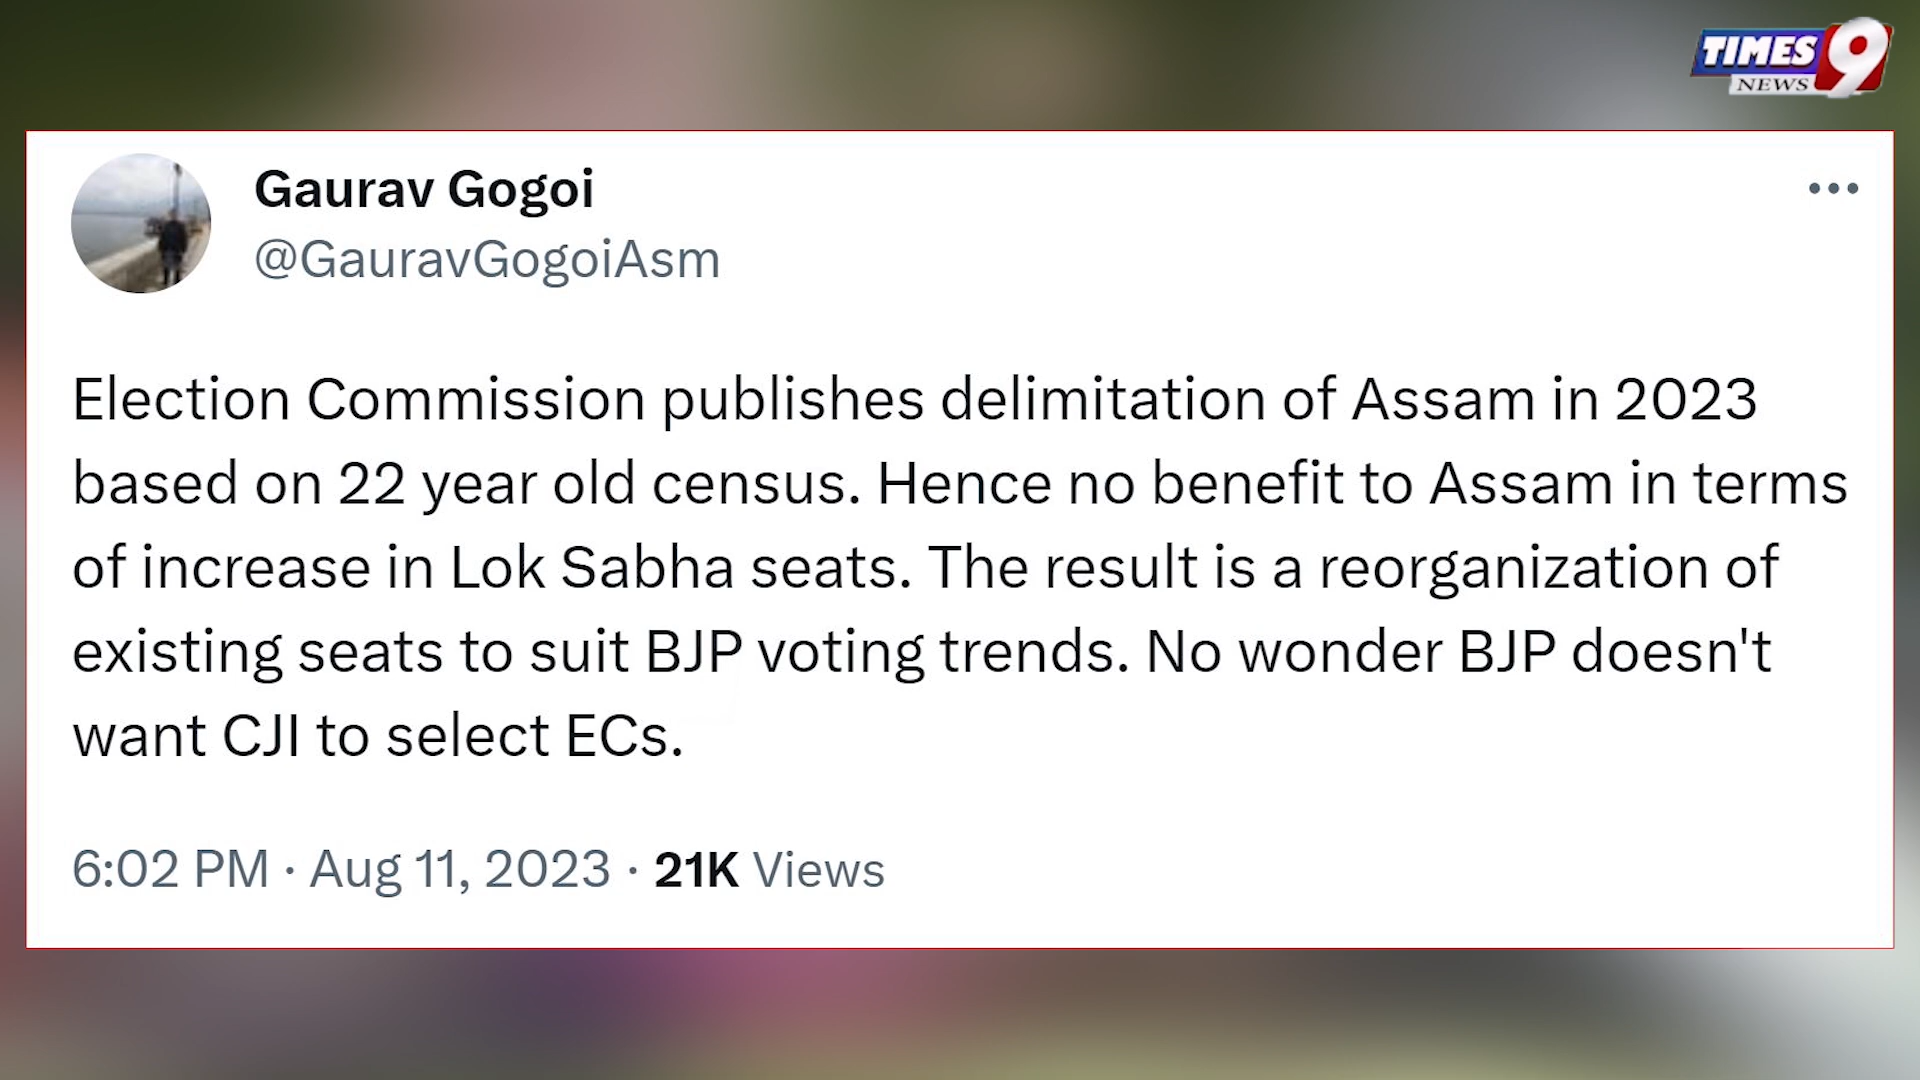 TIMES 9
NEWS
Gaurav Gogoi
@GauravGogoiAsm
Election Commission publishes delimitation of Assam in 2023
based on 22 year old census. Hence no benefit to Assam in terms
of increase in Lok Sabha seats. The result is a reorganization of
existing seats to suit BJP voting trends. No wonder BJP doesn't
want CJI to select ECs.
6:02 PM · Aug 11, 2023 · 21K Views